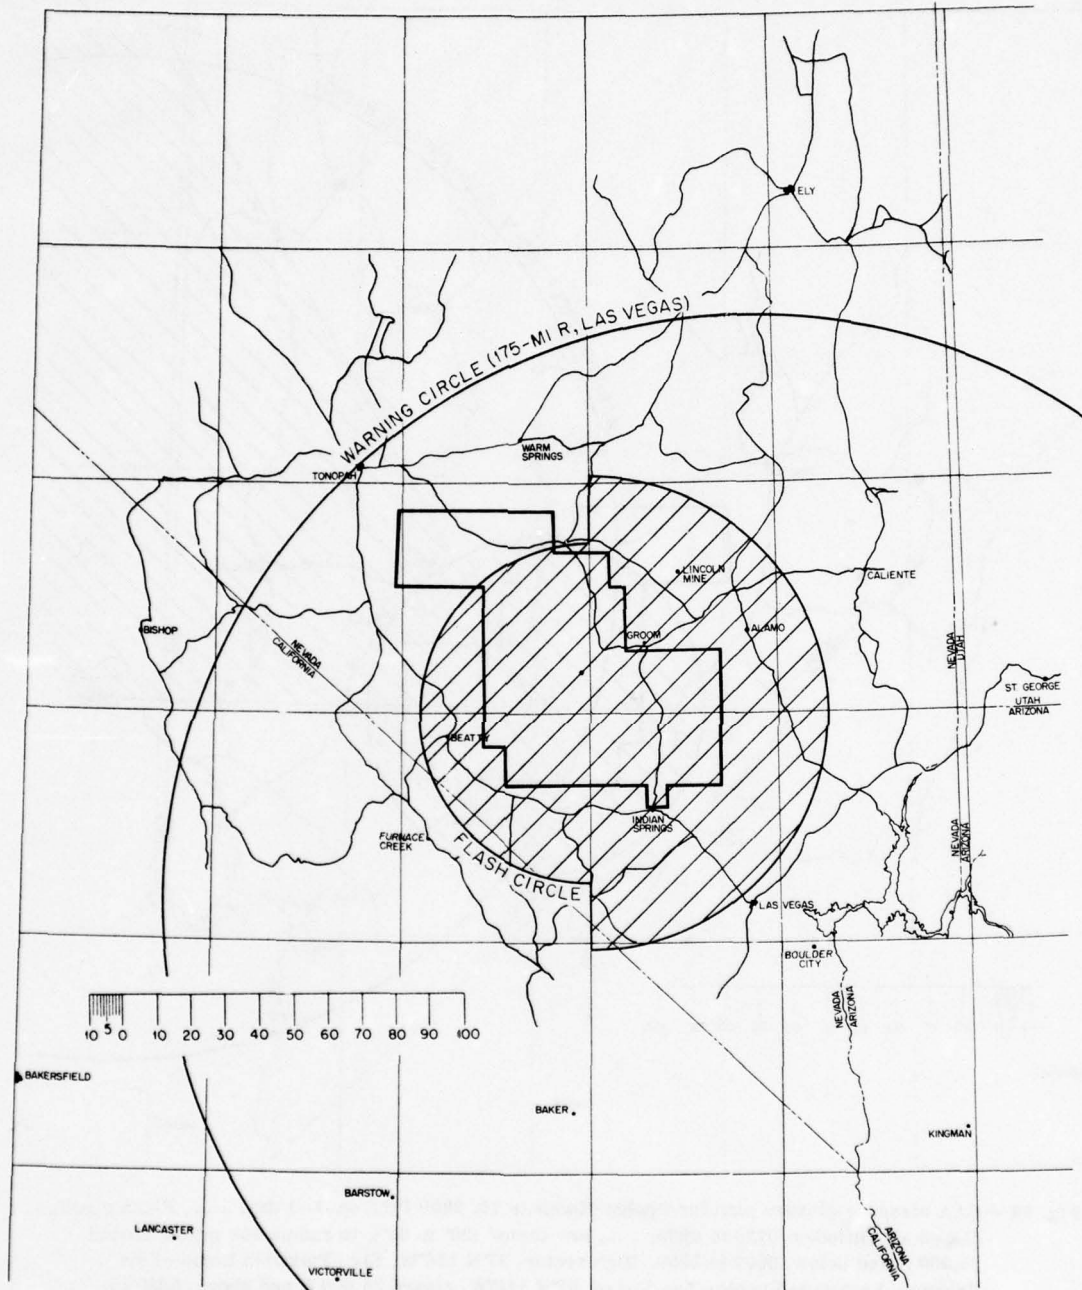 ELY
WARNING CIRCLE (175-MI R, LAS VEGAS)
WARM
SPRINGS
TONOPAH
LINCOLN
MINE
CALIENTE
BISHOP
NEVADA
CALIFORNIA
GROOM
ALAMO
NEVADA
UTAH
ST. GEORGE
UTAH
ARIZONA
BEATTY
INDIAN
SPRINGS
FURNACE
CREEK
FLASH CIRCLE
NEVADA
ARIZONA
LAS VEGAS
BOULDER
CITY
NEVADA
ARIZONA
10 5 0 10 20 30 40 50 60 70 80 90 100
BAKERSFIELD
BAKER
KINGMAN
BARSTOW
LANCASTER
ARIZONA
CALIFORNIA
VICTORVILLE